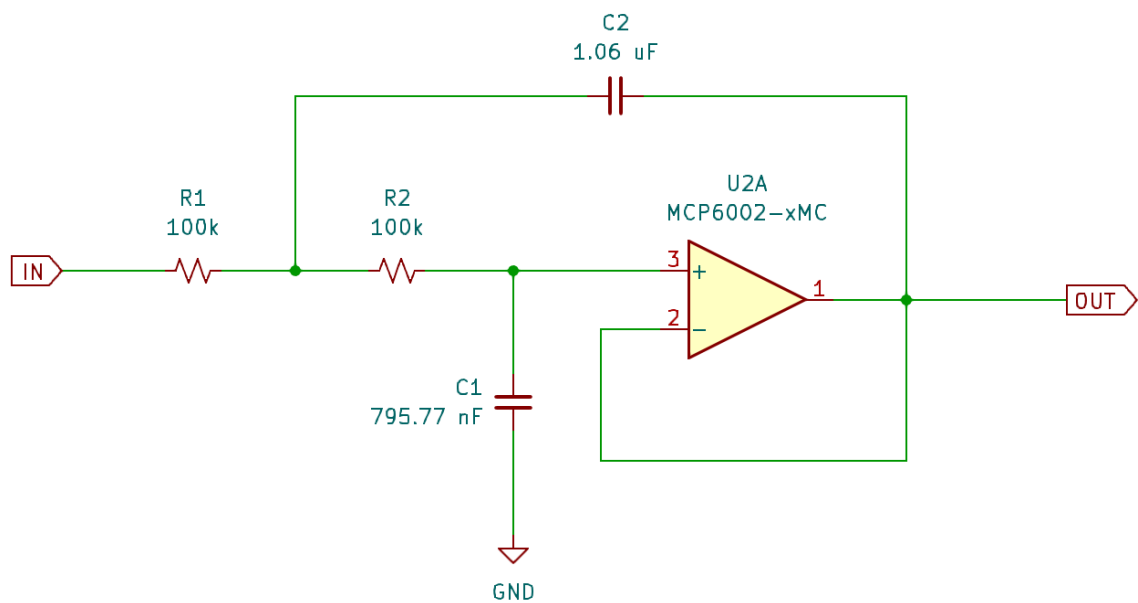 C2
1.06 uF
U2A
MCP6002-xMC
R1
100k
R2
100k
IN
3
+
1
OUT
2
−
C1
795.77 nF
GND